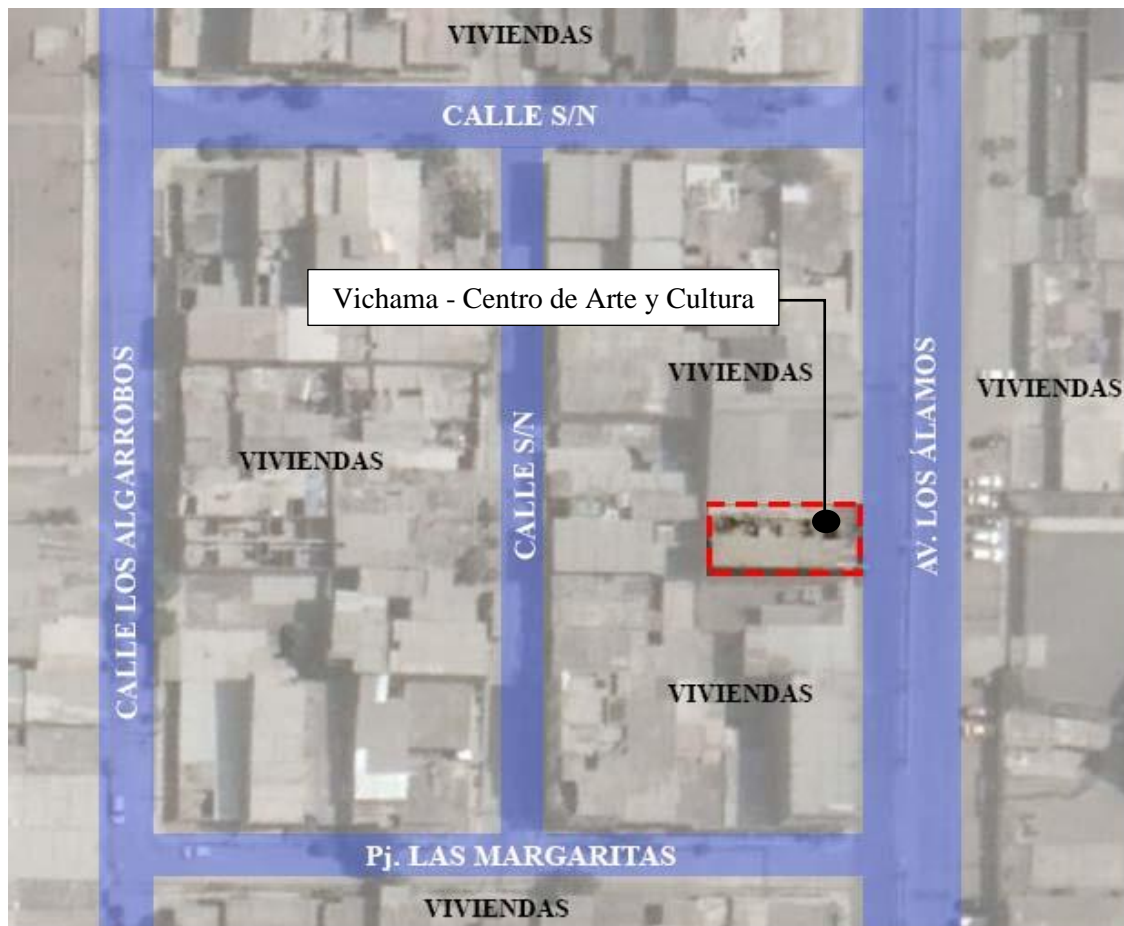 VIVIENDAS
CALLE S/N
Vichama - Centro de Arte y Cultura
VIVIENDAS
VIVIENDAS
VIVIENDAS
CALLE LOS ALGARROBOS
CALLE S/N
AV. LOS ÁLAMOS
VIVIENDAS
Pj. LAS MARGARITAS
VIVIENDAS